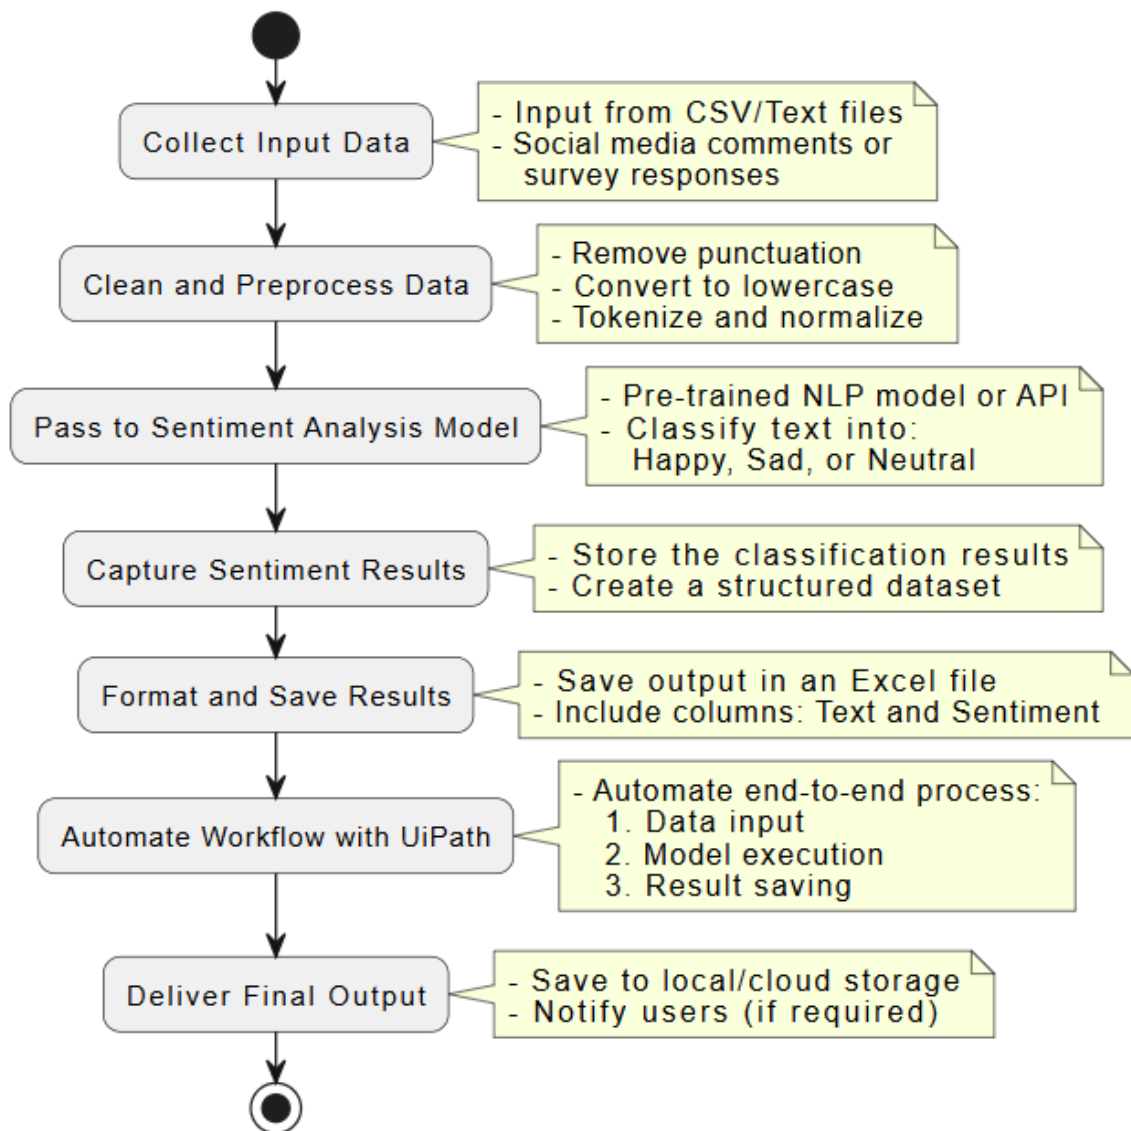 Collect Input Data
- Input from CSV/Text files
- Social media comments or
survey responses
Clean and Preprocess Data
- Remove punctuation
- Convert to lowercase
- Tokenize and normalize
Pass to Sentiment Analysis Model
- Pre-trained NLP model or API
- Classify text into:
Happy, Sad, or Neutral
Capture Sentiment Results
- Store the classification results
- Create a structured dataset
Format and Save Results
- Save output in an Excel file
- Include columns: Text and Sentiment
Automate Workflow with UiPath
- Automate end-to-end process:
1. Data input
2. Model execution
3. Result saving
Deliver Final Output
- Save to local/cloud storage
- Notify users (if required)